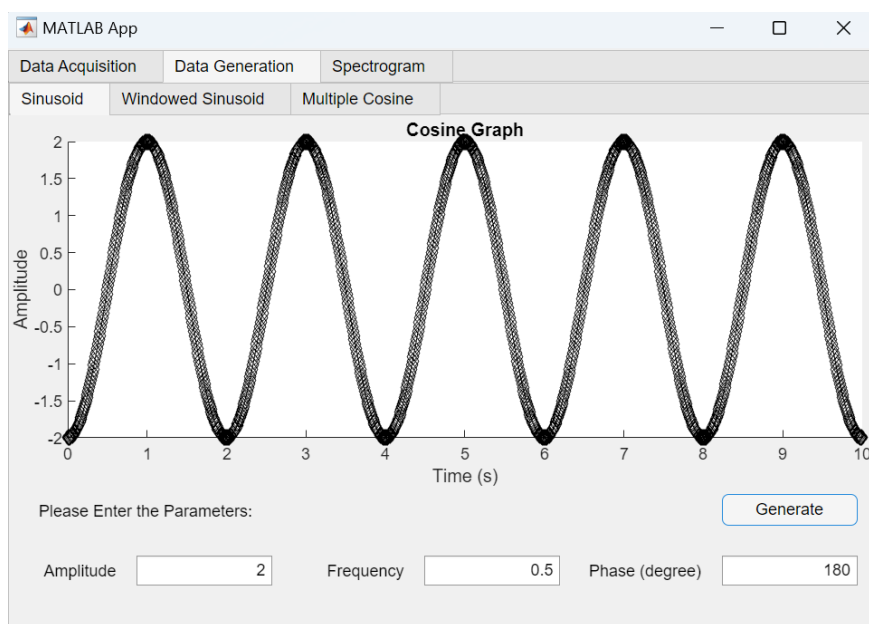 MATLAB App
Data Acquisition Data Generation Spectrogram
Sinusoid Windowed Sinusoid Multiple Cosine
Cosine Graph
2
1.5
1
0.5
0
-0.5
-1
-1.5
-2
Amplitude
0 1 2 3 4 5 6 7 8 9 10
Time (s)
Please Enter the Parameters: Generate
Amplitude 2 Frequency 0.5 Phase (degree) 180